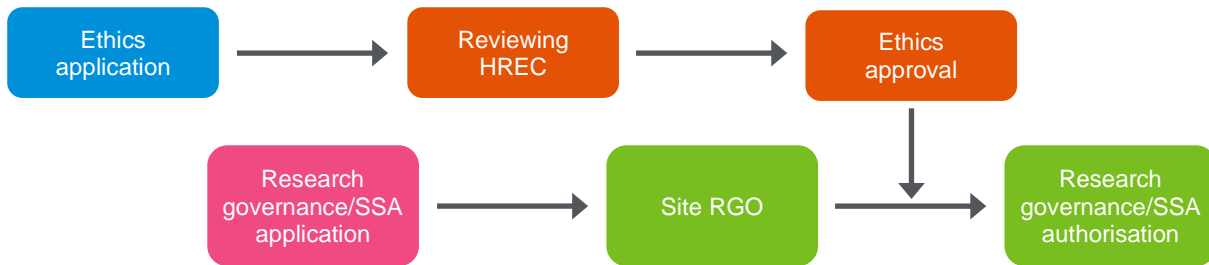 Ethics
application
Reviewing
HREC
Ethics
approval
Research
governance/SSA
application
Site RGO
Research
governance/SSA
authorisation